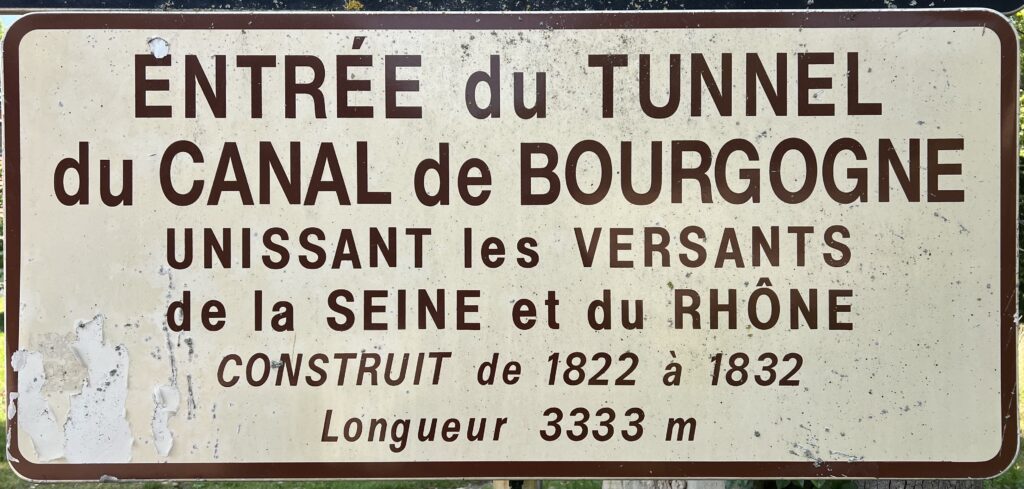 ENTRÉE du TUNNEL
du CANAL de BOURGOGNE
UNISSANT les VERSANTS
de la SEINE et du RHÔNE
CONSTRUIT de 1822 à 1832
Longueur 3333 m